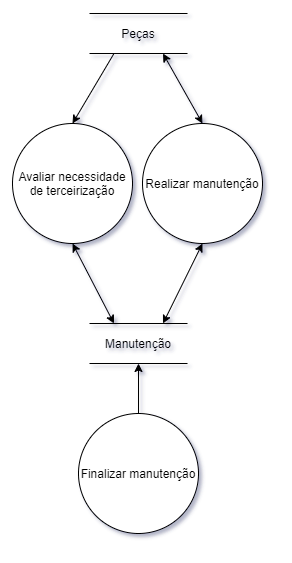 Peças
Avaliar necessidade
de terceirização
Realizar manutenção
Manutenção
Finalizar manutenção